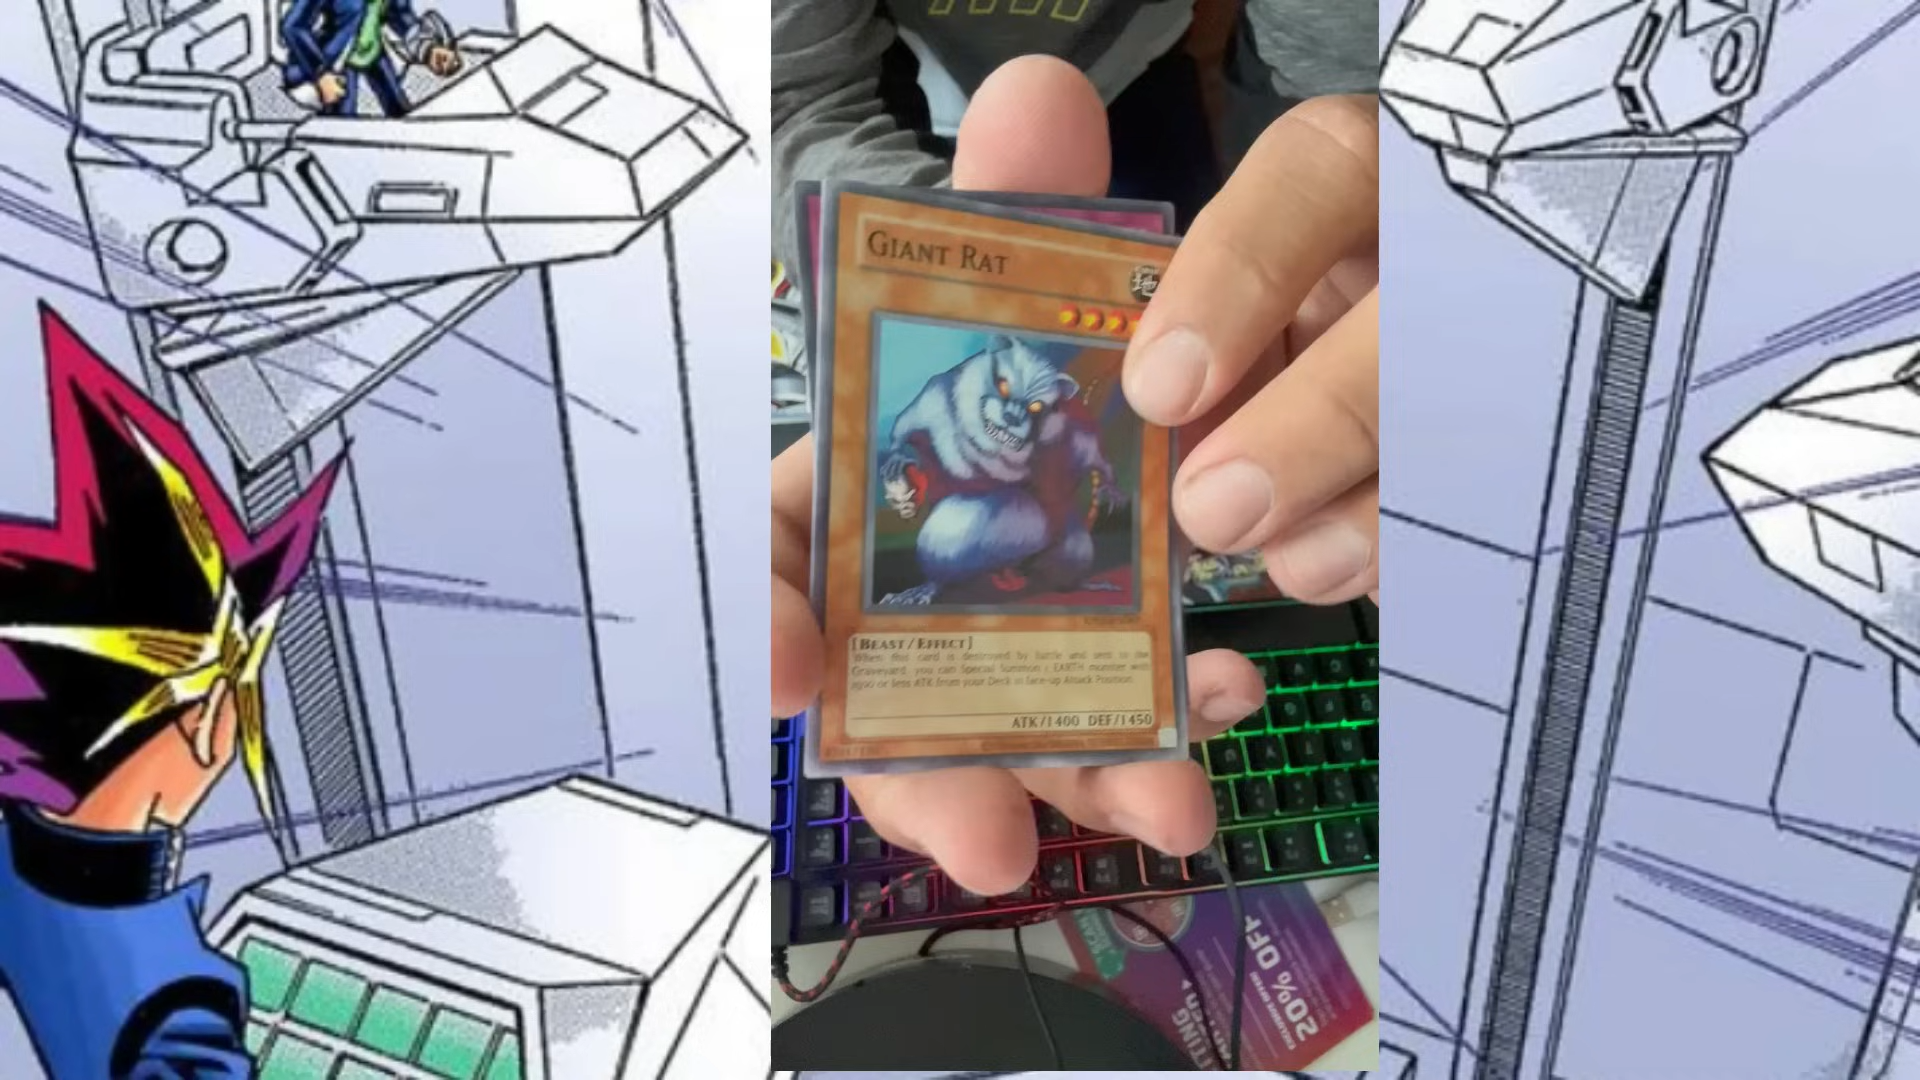 GIANT RAT
[BEAST/EFFECT]
When this card is destroyed by battle and sent to the
Graveyard: you can Special Summon 1 EARTH monster with
1500 or less ATK from your Deck in face-up Attack Position.
ATK/1400 DEF/1450
EXCLUSIVE OFFER
20% OFF